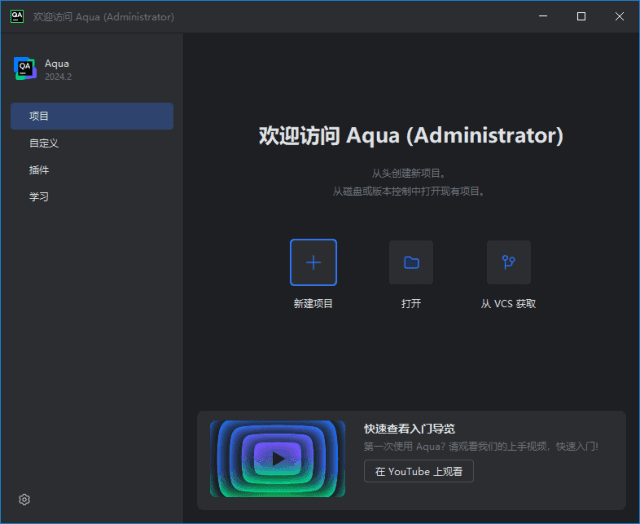 QA
欢迎访问 Aqua (Administrator)
QA
Aqua
2024.2
项目
自定义
插件
学习
欢迎访问 Aqua (Administrator)
从头创建新项目。
从磁盘或版本控制中打开现有项目。
新建项目
打开
从 VCS 获取
快速查看入门导览
第一次使用 Aqua? 请观看我们的上手视频，快速入门!
在 YouTube 上观看